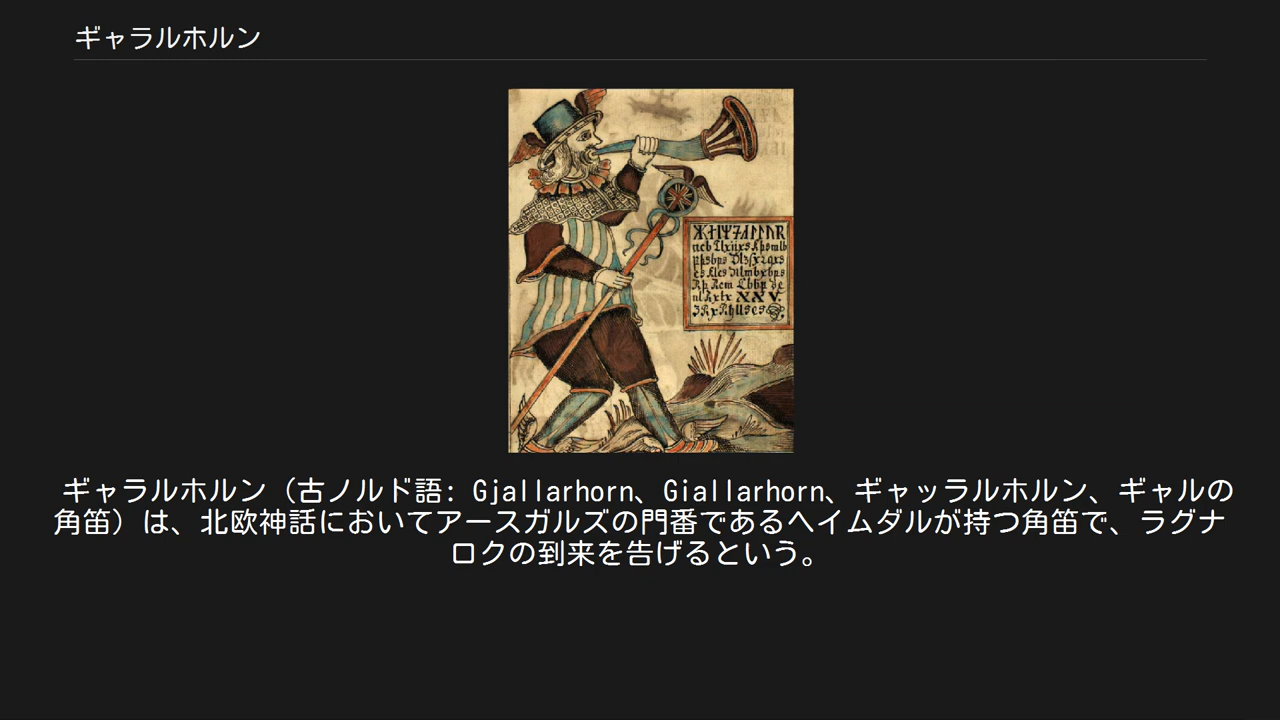 ギャラルホルン
XXV.
ギャラルホルン（古ノルド語: Gjallarhorn、Giallarhorn、ギャッラルホルン、ギャルの
角笛）は、北欧神話においてアースガルズの門番であるヘイムダルが持つ角笛で、ラグナ
ロクの到来を告げるという。